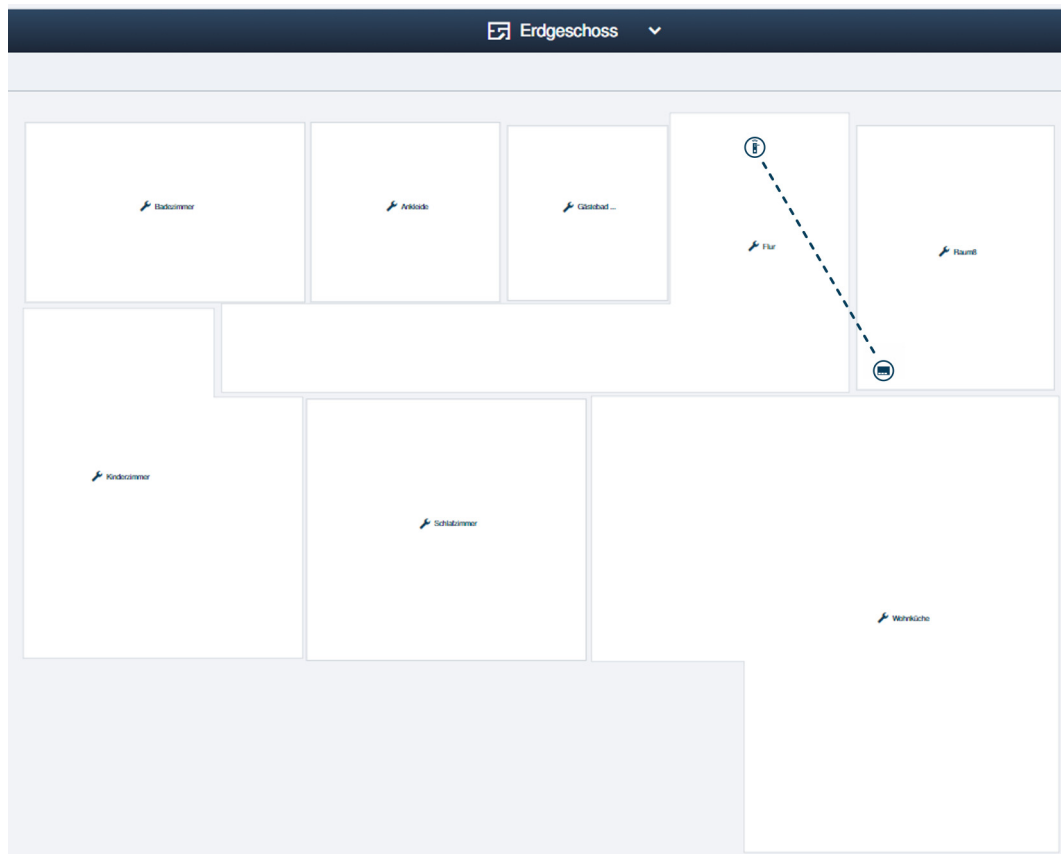 Erdgeschoss
Badezimmer
Ankleide
Gästebad ...
Flur
Raum8
Kinderzimmer
Schlafzimmer
Wohnküche